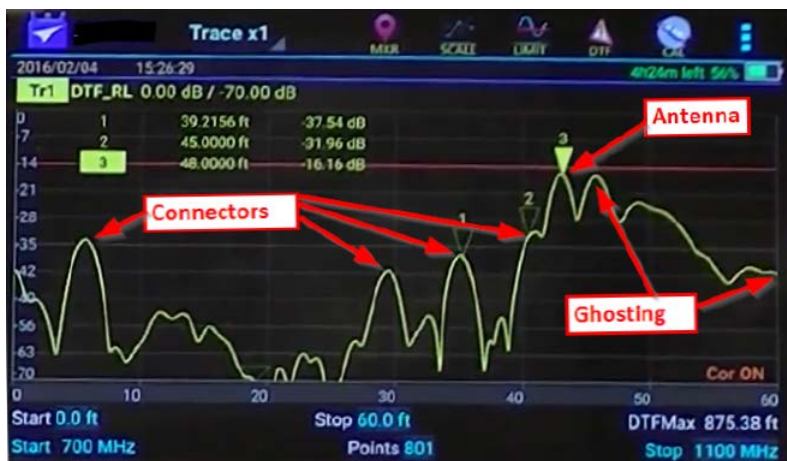 Trace x1
MKR SCALE LIMIT DTF CAL
2016/02/04 15:26:29 4h24m left 56%
Tr1 DTF_RL 0.00 dB / -70.00 dB
0
1 39.2156 ft -37.54 dB
-7
2 45.0000 ft -31.96 dB
-14
3 48.0000 ft -16.16 dB
Antenna
3
-21
Connectors
2
-28
1
-35
-42
Ghosting
-56
-63
-70
Cor ON
0 10 20 30 40 50 60
Start 0.0 ft Stop 60.0 ft DTFMax 875.38 ft
Start 700 MHz Points 801 Stop 1100 MHz